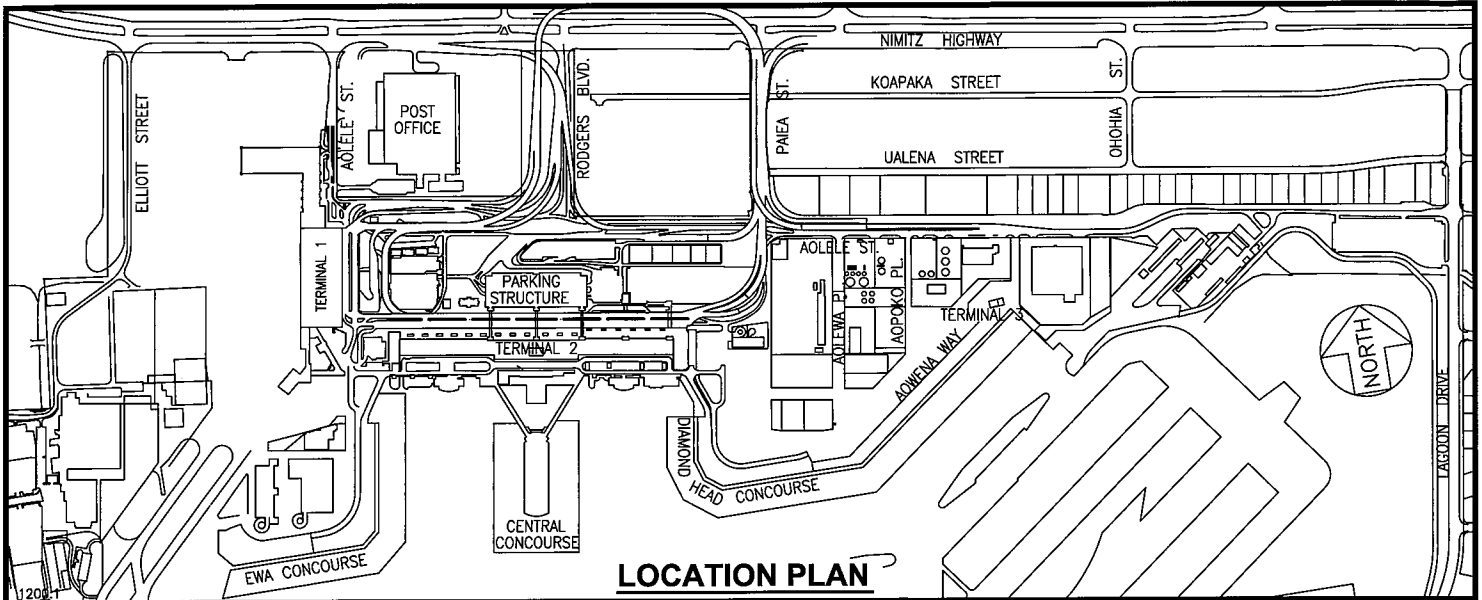 NIMITZ HIGHWAY
KOAPAKA STREET
UALENA STREET
ELLIOTT STREET
AOLELE ST.
POST
OFFICE
RODGERS BLVD.
PAIEA ST.
OHOHIA ST.
TERMINAL 1
PARKING
STRUCTURE
TERMINAL 2
AOLELE ST.
AOLEWA PL.
AOPOKO PL.
TERMINAL 3
AOWENA WAY
NORTH
LAGOON DRIVE
DIAMOND HEAD CONCOURSE
CENTRAL
CONCOURSE
EWA CONCOURSE
LOCATION PLAN